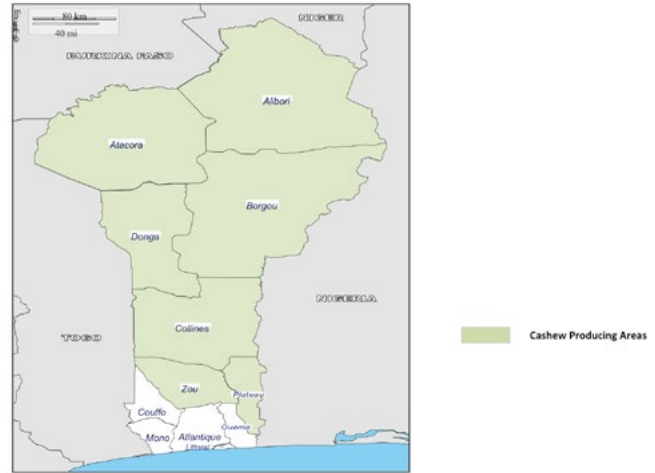 80 km
40 mi
NIGER
BURKINA FASO
Alibori
Atacora
Borgou
Donga
NIGERIA
Collines
TOGO
Cashew Producing Areas
Zou
Plateau
Couffo
Ouémé
Mono
Atlantique
Littoral